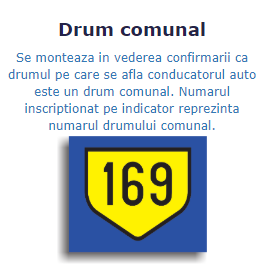 Drum comunal
Se monteaza in vederea confirmarii ca
drumul pe care se afla conducatorul auto
este un drum comunal. Numarul
inscriptionat pe indicator reprezinta
numarul drumului comunal.
169